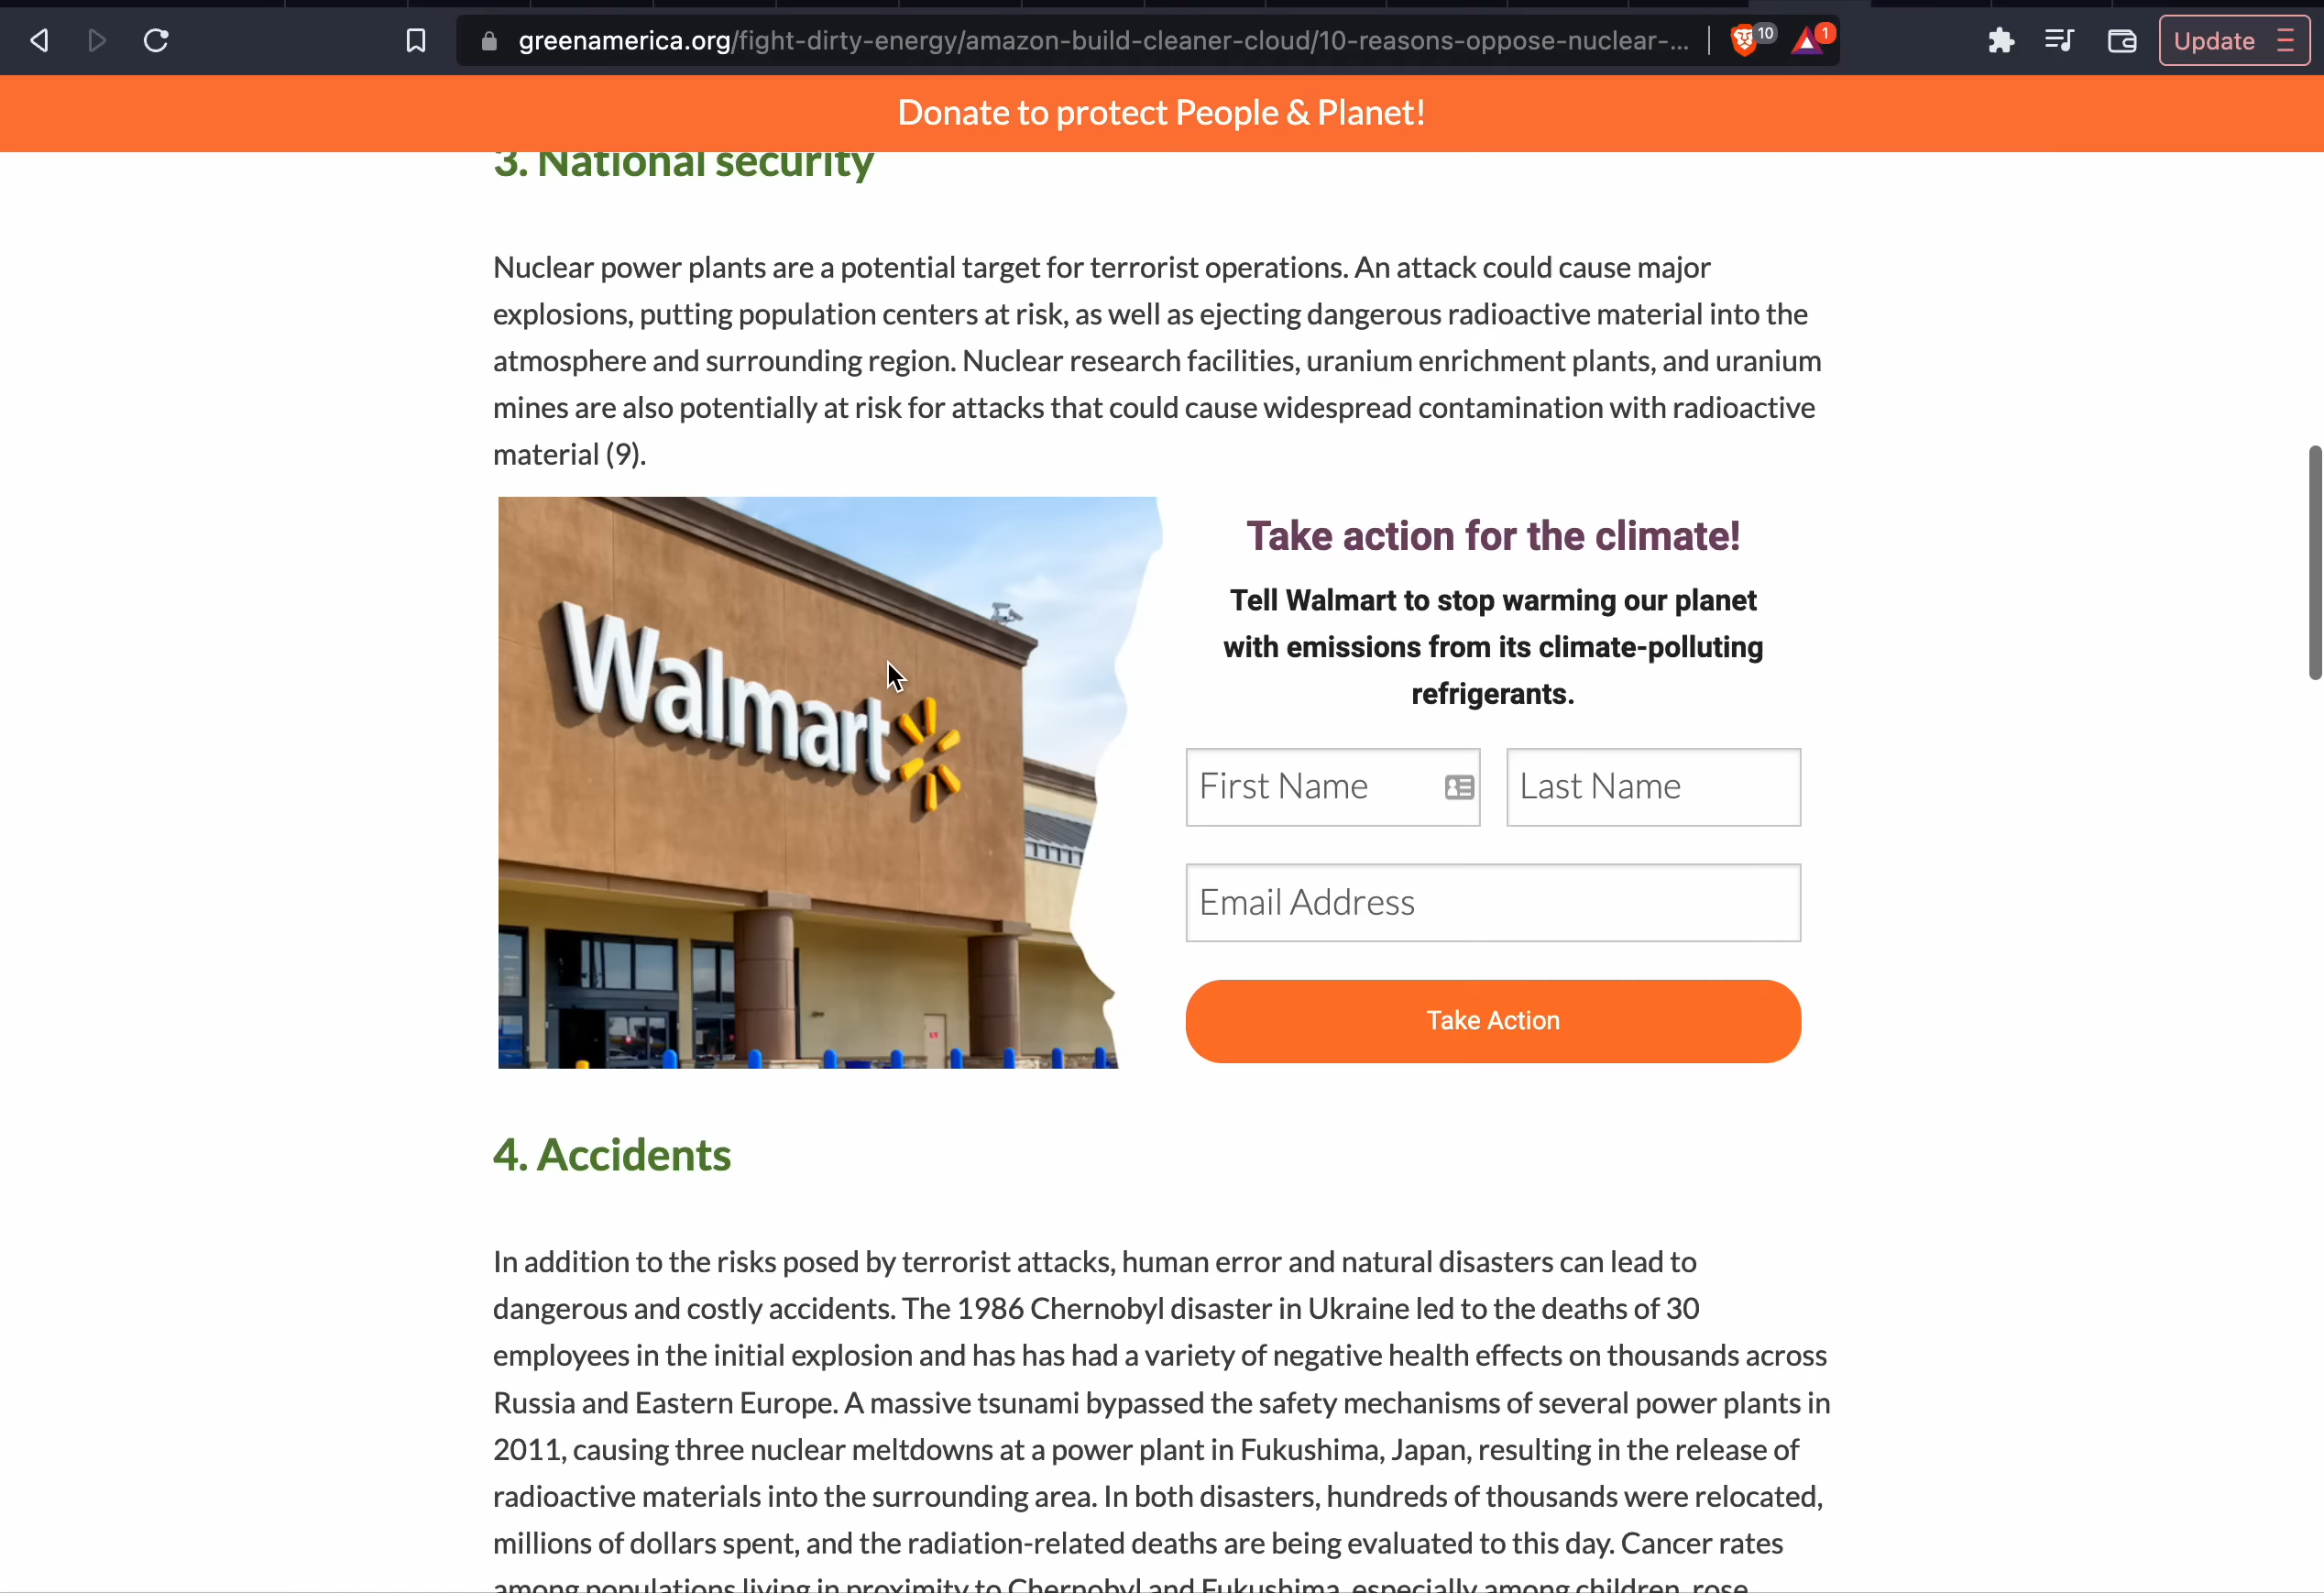 greenamerica.org/fight-dirty-energy/amazon-build-cleaner-cloud/10-reasons-oppose-nuclear-...
10
1
Update
Donate to protect People & Planet!
3. National security
Nuclear power plants are a potential target for terrorist operations. An attack could cause major
explosions, putting population centers at risk, as well as ejecting dangerous radioactive material into the
atmosphere and surrounding region. Nuclear research facilities, uranium enrichment plants, and uranium
mines are also potentially at risk for attacks that could cause widespread contamination with radioactive
material (9).
Walmart
Take action for the climate!
Tell Walmart to stop warming our planet
with emissions from its climate-polluting
refrigerants.
First Name
Last Name
Email Address
Take Action
4. Accidents
In addition to the risks posed by terrorist attacks, human error and natural disasters can lead to
dangerous and costly accidents. The 1986 Chernobyl disaster in Ukraine led to the deaths of 30
employees in the initial explosion and has has had a variety of negative health effects on thousands across
Russia and Eastern Europe. A massive tsunami bypassed the safety mechanisms of several power plants in
2011, causing three nuclear meltdowns at a power plant in Fukushima, Japan, resulting in the release of
radioactive materials into the surrounding area. In both disasters, hundreds of thousands were relocated,
millions of dollars spent, and the radiation-related deaths are being evaluated to this day. Cancer rates
among populations living in proximity to Chernobyl and Fukushima, especially among children, rose